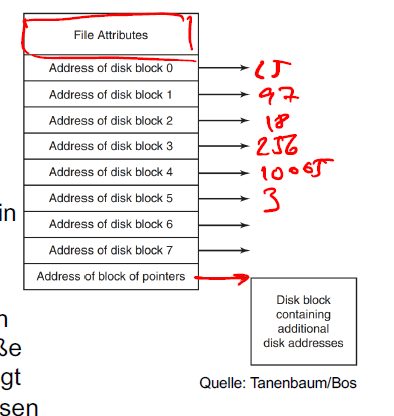 File Attributes
Address of disk block 0 65
Address of disk block 1 97
Address of disk block 2 18
Address of disk block 3 256
Address of disk block 4 10005
Address of disk block 5 3
in Address of disk block 6
Address of disk block 7
Address of block of pointers
n
ße
gt
sen
Disk block
containing
additional
disk addresses
Quelle: Tanenbaum/Bos